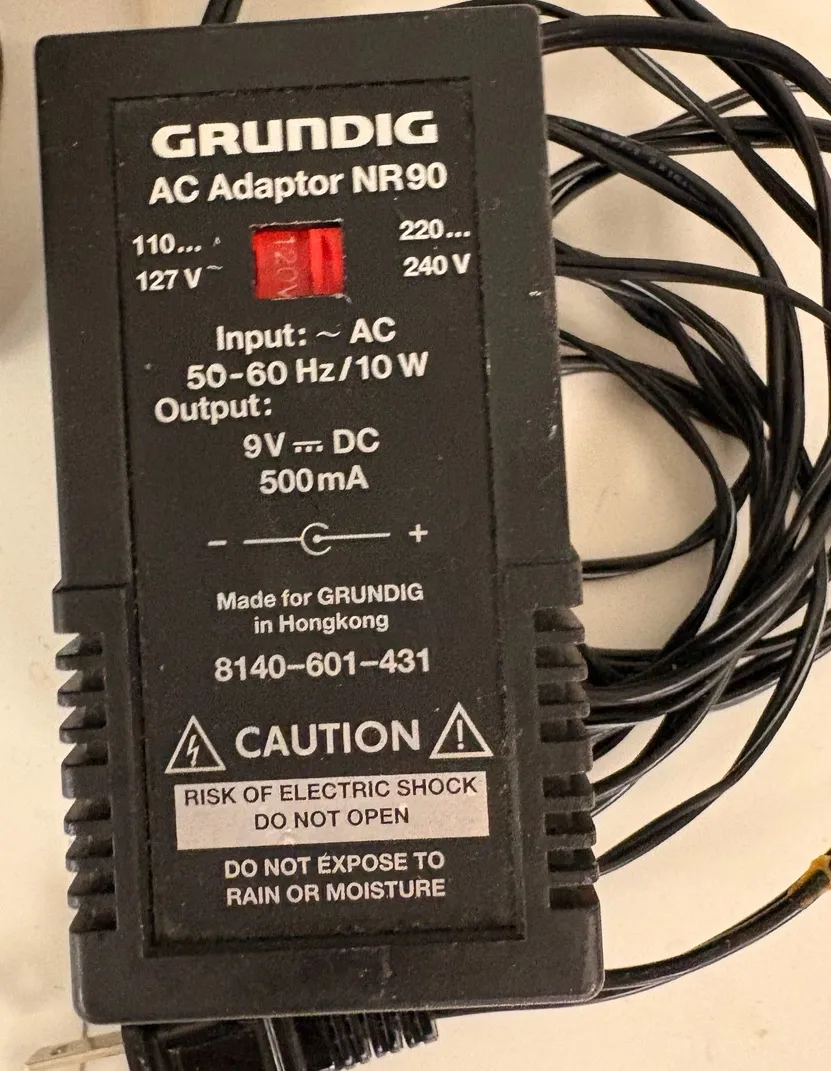 GRUNDIG
AC Adaptor NR90
110... 220...
127 V~ 240 V
120V
Input: ~ AC
50-60 Hz/10 W
Output:
9V ⎓ DC
500mA
- +
Made for GRUNDIG
in Hongkong
8140-601-431
CAUTION
RISK OF ELECTRIC SHOCK
DO NOT OPEN
DO NOT EXPOSE TO
RAIN OR MOISTURE